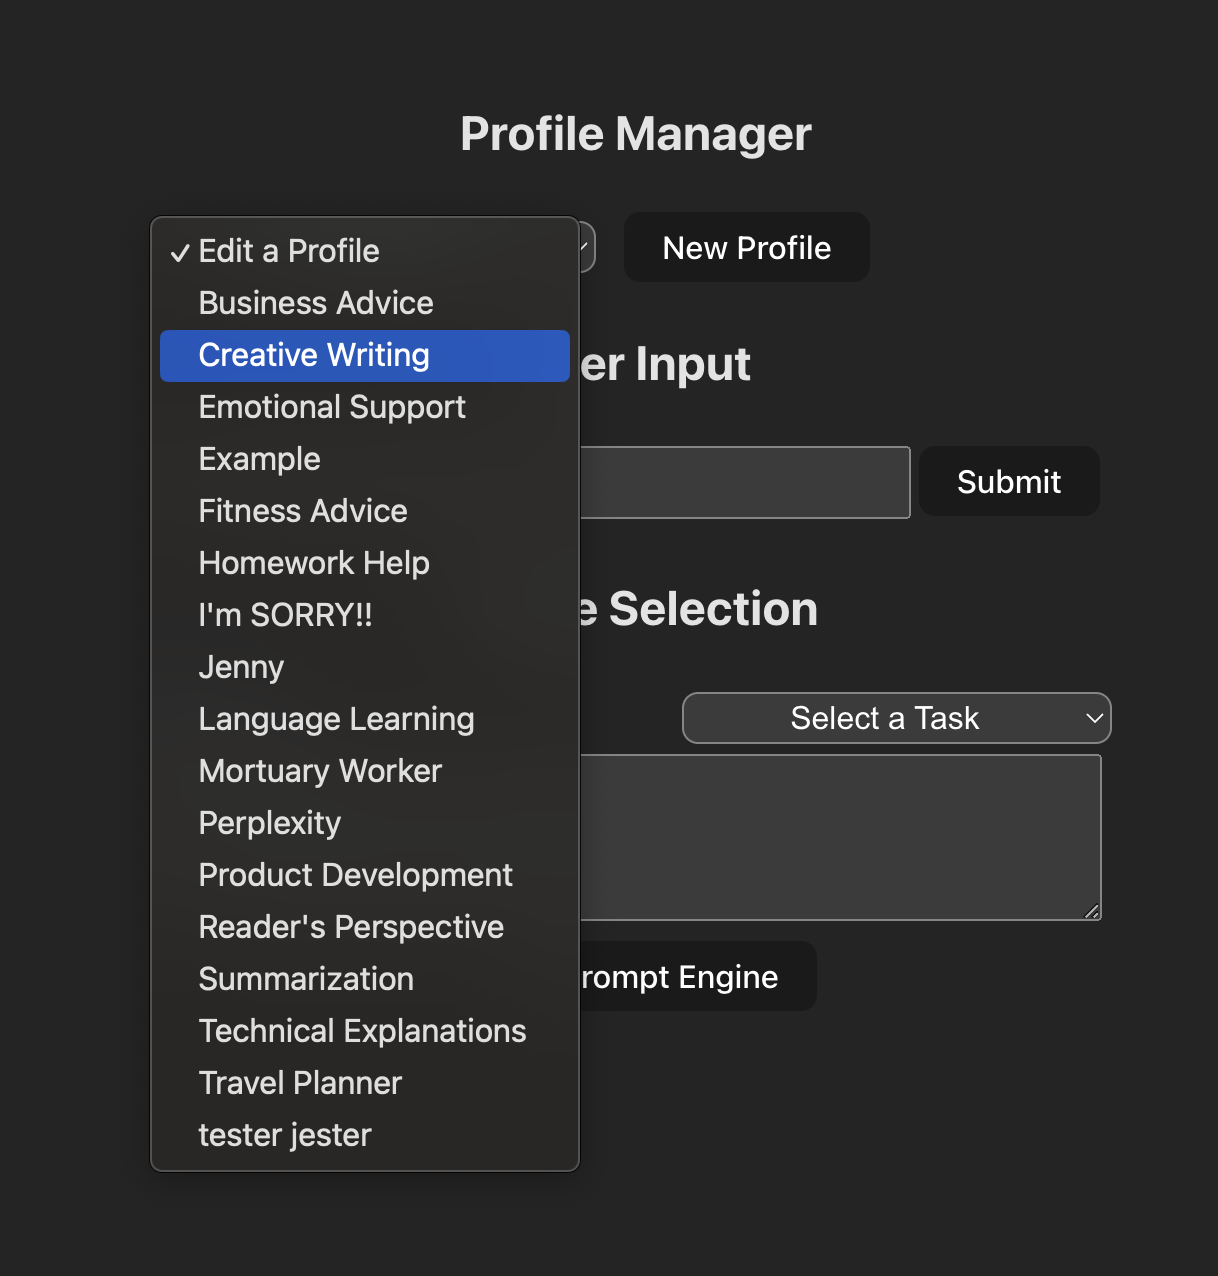 Profile Manager
✓ Edit a Profile
New Profile
Business Advice
Creative Writing
er Input
Emotional Support
Example
Submit
Fitness Advice
Homework Help
I'm SORRY!!
e Selection
Jenny
Language Learning
Select a Task
Mortuary Worker
Perplexity
Product Development
Reader's Perspective
Summarization
rompt Engine
Technical Explanations
Travel Planner
tester jester